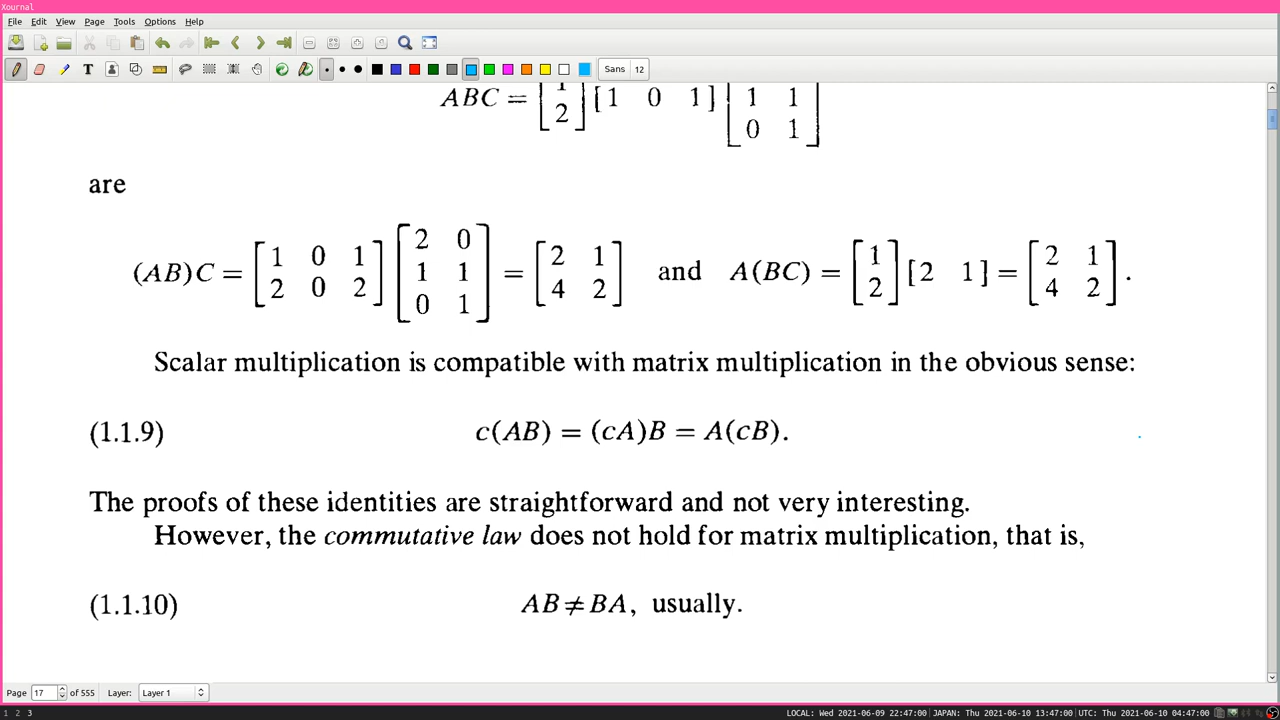 Xournal
File Edit View Page Tools Options Help
T Sans 12
ABC = [1 2] [1 0 1] [1 1 0 1]
are
(AB)C = [1 0 1 2 0 2] [2 0 1 1 0 1] = [2 1 4 2] and A(BC) = [1 2] [2 1] = [2 1 4 2].
Scalar multiplication is compatible with matrix multiplication in the obvious sense:
(1.1.9) c(AB) = (cA)B = A(cB).
The proofs of these identities are straightforward and not very interesting.
However, the commutative law does not hold for matrix multiplication, that is,
(1.1.10) AB ≠ BA, usually.
Page 17 of 555 Layer: Layer 1
1 2 3 LOCAL: Wed 2021-06-09 22:47:00 | JAPAN: Thu 2021-06-10 13:47:00 | UTC: Thu 2021-06-10 04:47:00